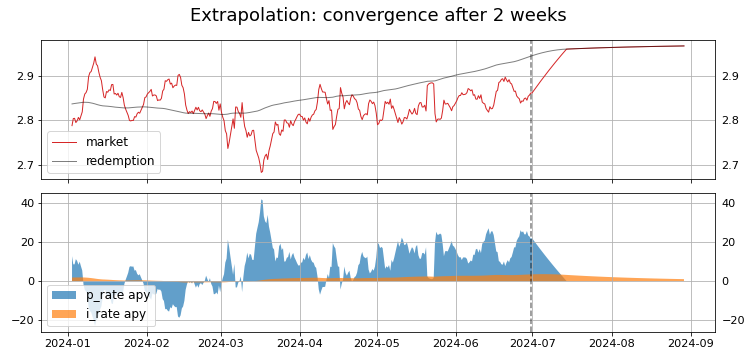 Extrapolation: convergence after 2 weeks
2.9 2.9
2.8 2.8
2.7 2.7
market
redemption
40 40
20 20
0 0
−20 −20
p_rate apy
i_rate apy
2024-01 2024-02 2024-03 2024-04 2024-05 2024-06 2024-07 2024-08 2024-09